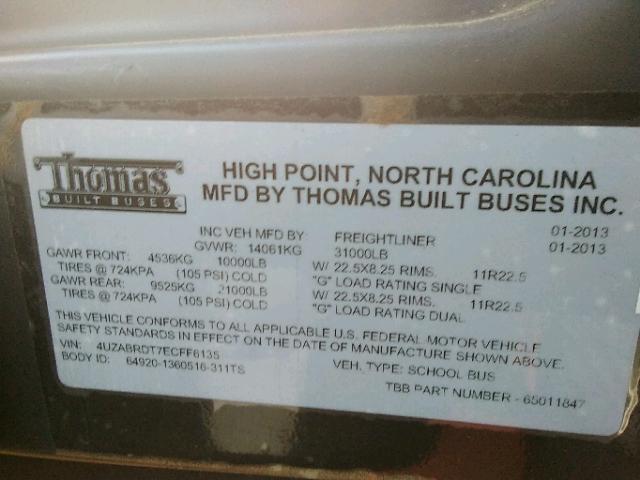 Thomas
BUILT BUSES
HIGH POINT, NORTH CAROLINA
MFD BY THOMAS BUILT BUSES INC.
01-2013
INC VEH MFD BY: FREIGHTLINER 01-2013
GVWR: 14061KG 31000LB
GAWR FRONT: 4536KG 10000LB W/ 22.5X8.25 RIMS. 11R22.5
TIRES @ 724KPA (105 PSI) COLD "G" LOAD RATING SINGLE
GAWR REAR: 9525KG 21000LB W/ 22.5X8.25 RIMS. 11R22.5
TIRES @ 724KPA (105 PSI) COLD "G" LOAD RATING DUAL
THIS VEHICLE CONFORMS TO ALL APPLICABLE U.S. FEDERAL MOTOR VEHICLE
SAFETY STANDARDS IN EFFECT ON THE DATE OF MANUFACTURE SHOWN ABOVE.
VIN: 4UZABRDT7ECFF6135
BODY ID: 64920-1360516-311TS VEH. TYPE: SCHOOL BUS
TBB PART NUMBER - 65011847